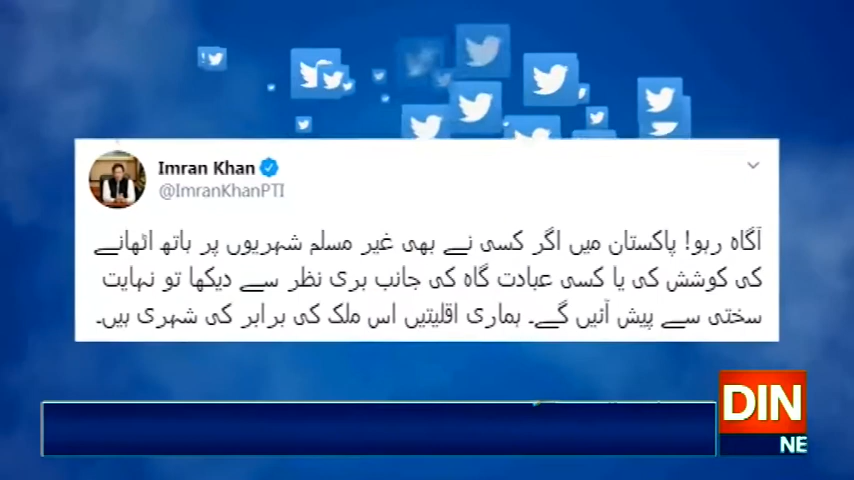 Imran Khan
@ImranKhanPTI
آگاہ رہو! پاکستان میں اگر کسی نے بھی غیر مسلم شہریوں پر ہاتھ اٹھانے
کی کوشش کی یا کسی عبادت گاہ کی جانب بری نظر سے دیکھا تو نہایت
سختی سے پیش آئیں گے۔ ہماری اقلیتیں اس ملک کی برابر کی شہری ہیں۔
DIN
NE